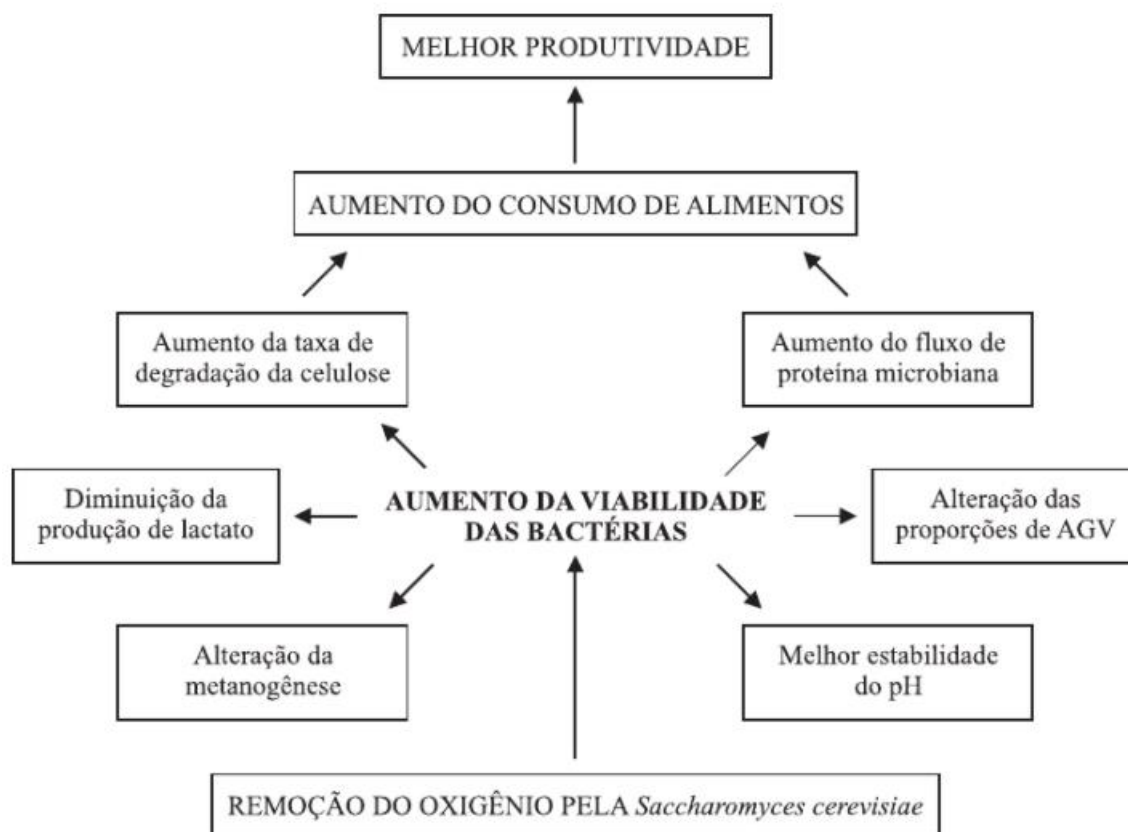 MELHOR PRODUTIVIDADE
AUMENTO DO CONSUMO DE ALIMENTOS
Aumento da taxa de
degradação da celulose
Aumento do fluxo de
proteína microbiana
Diminuição da
produção de lactato
AUMENTO DA VIABILIDADE
DAS BACTÉRIAS
Alteração das
proporções de AGV
Alteração da
metanogênese
Melhor estabilidade
do pH
REMOÇÃO DO OXIGÊNIO PELA Saccharomyces cerevisiae